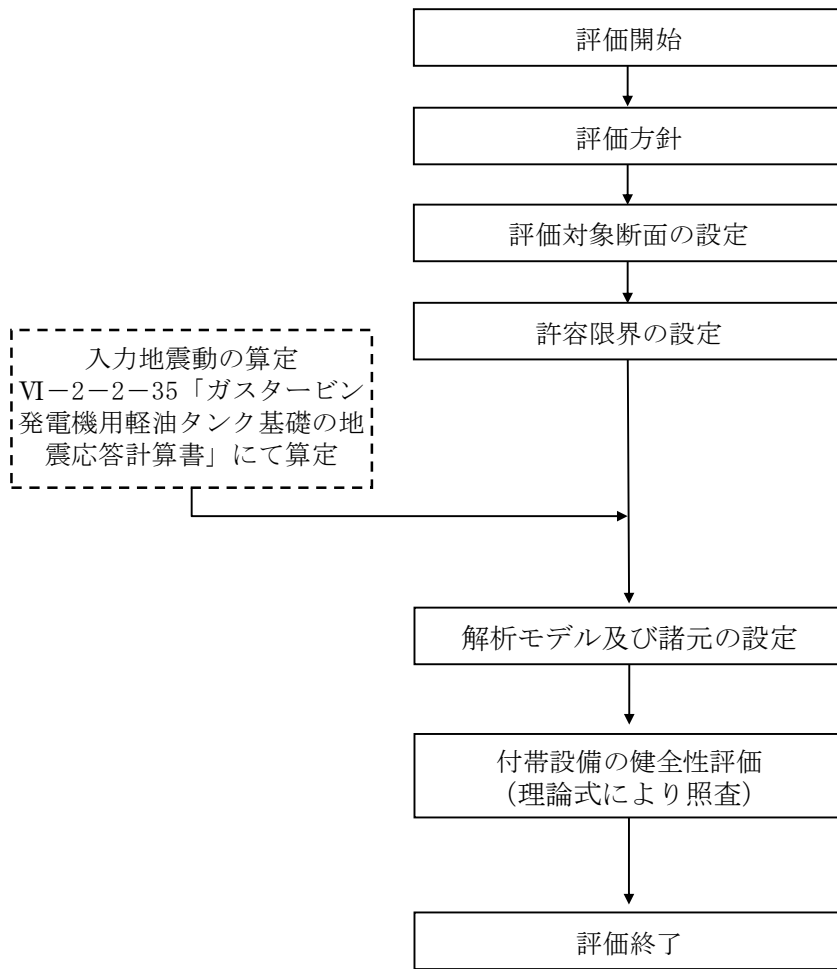 評価開始
評価方針
評価対象断面の設定
許容限界の設定
入力地震動の算定
Ⅵ－2－2－35「ガスタービン
発電機用軽油タンク基礎の地
震応答計算書」にて算定
解析モデル及び諸元の設定
付帯設備の健全性評価
（理論式により照査）
評価終了